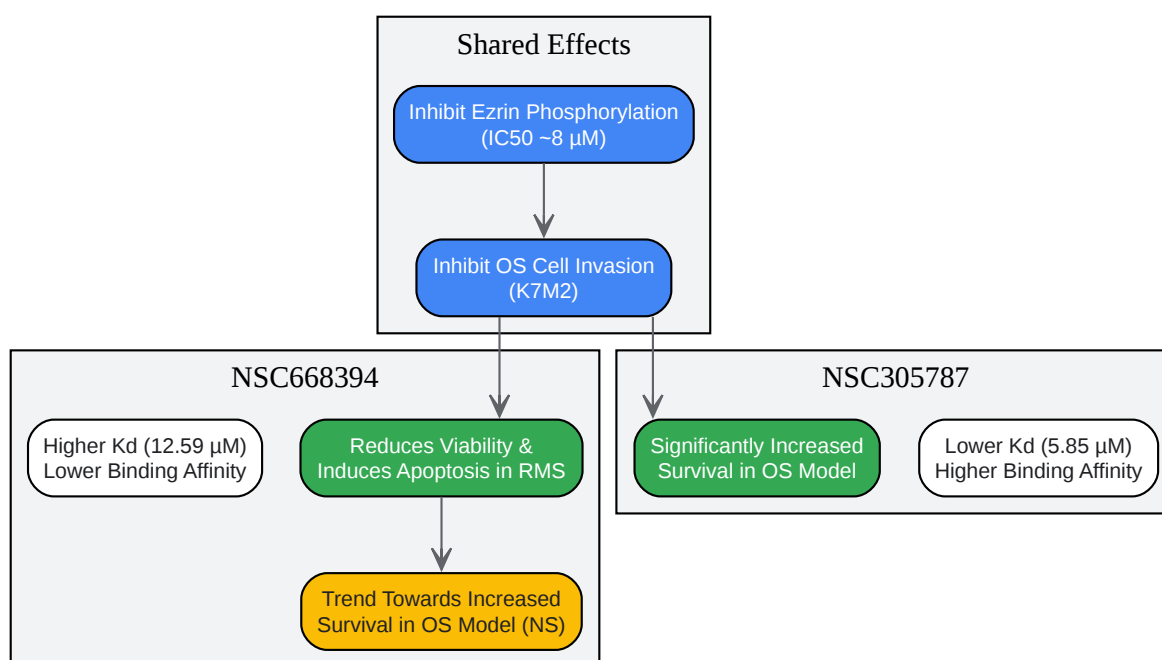 Shared Effects
Inhibit Ezrin Phosphorylation
(IC50 ~8 µM)
Inhibit OS Cell Invasion
(K7M2)
NSC668394
Higher Kd (12.59 µM)
Lower Binding Affinity
Reduces Viability &
Induces Apoptosis in RMS
Trend Towards Increased
Survival in OS Model (NS)
NSC305787
Significantly Increased
Survival in OS Model
Lower Kd (5.85 µM)
Higher Binding Affinity